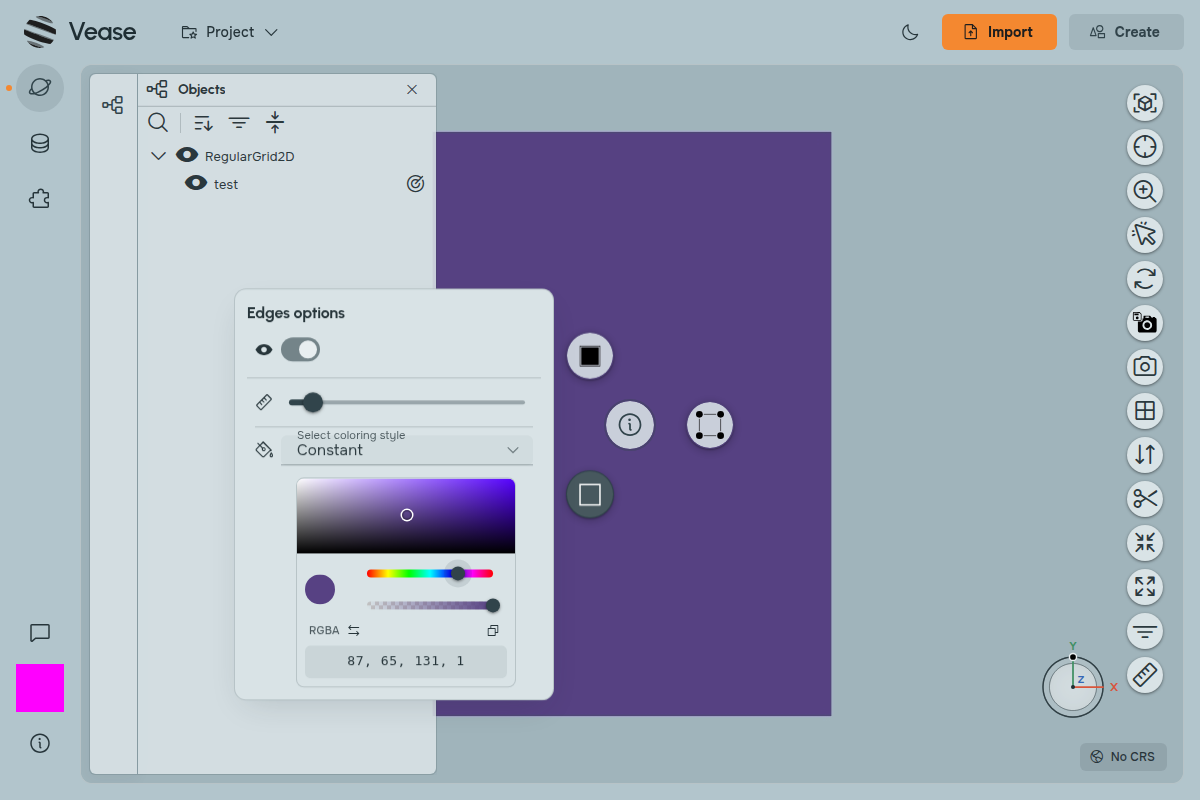 Vease
Project
Import
Create
Objects
RegularGrid2D
test
Edges options
Select coloring style
Constant
RGBA
87, 65, 131, 1
Y
Z
X
No CRS